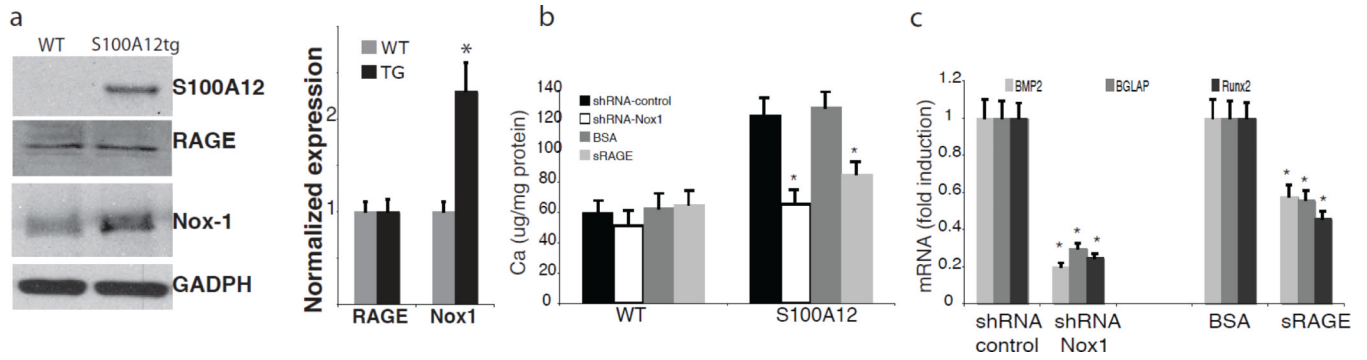 a
WT S100A12tg
S100A12
RAGE
Nox-1
GADPH
Normalized expression
2
1
WT
TG
*
RAGE Nox1
b
Ca (ug/mg protein)
140
120
100
80
60
40
20
0
shRNA-control
shRNA-Nox1
BSA
sRAGE
*
*
WT S100A12
c
mRNA (fold induction)
1.2
1
0.8
0.6
0.4
0.2
0
BMP2 BGLAP Runx2
* * *
* * *
shRNA control
shRNA Nox1
BSA
sRAGE